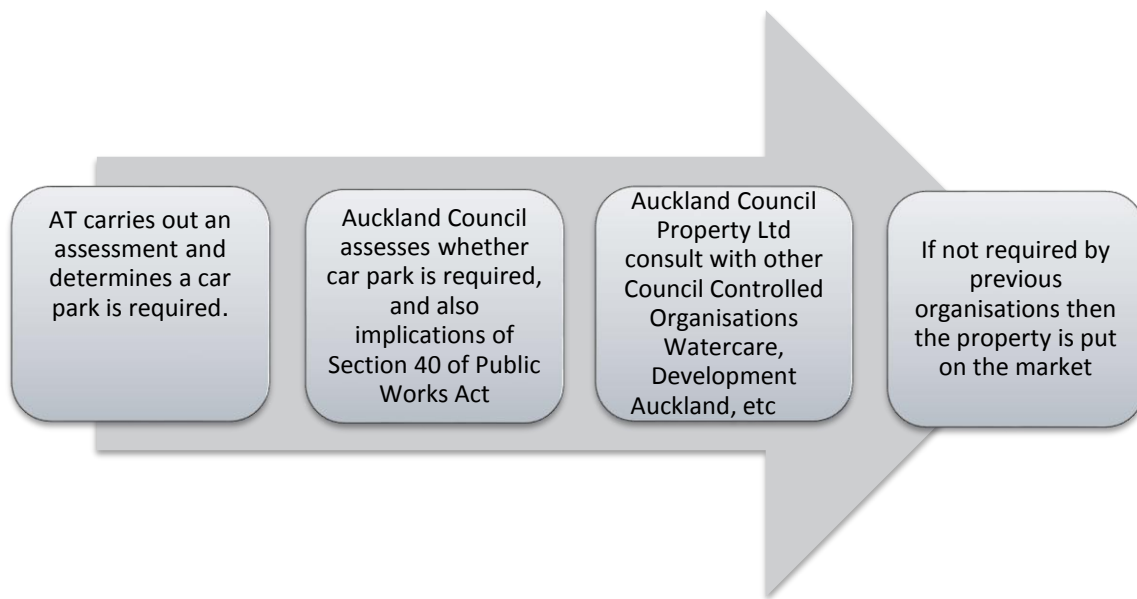 AT carries out an
assessment and
determines a car
park is required.
Auckland Council
assesses whether
car park is required,
and also
implications of
Section 40 of Public
Works Act
Auckland Council
Property Ltd
consult with other
Council Controlled
Organisations
Watercare,
Development
Auckland, etc
If not required by
previous
organisations then
the property is put
on the market